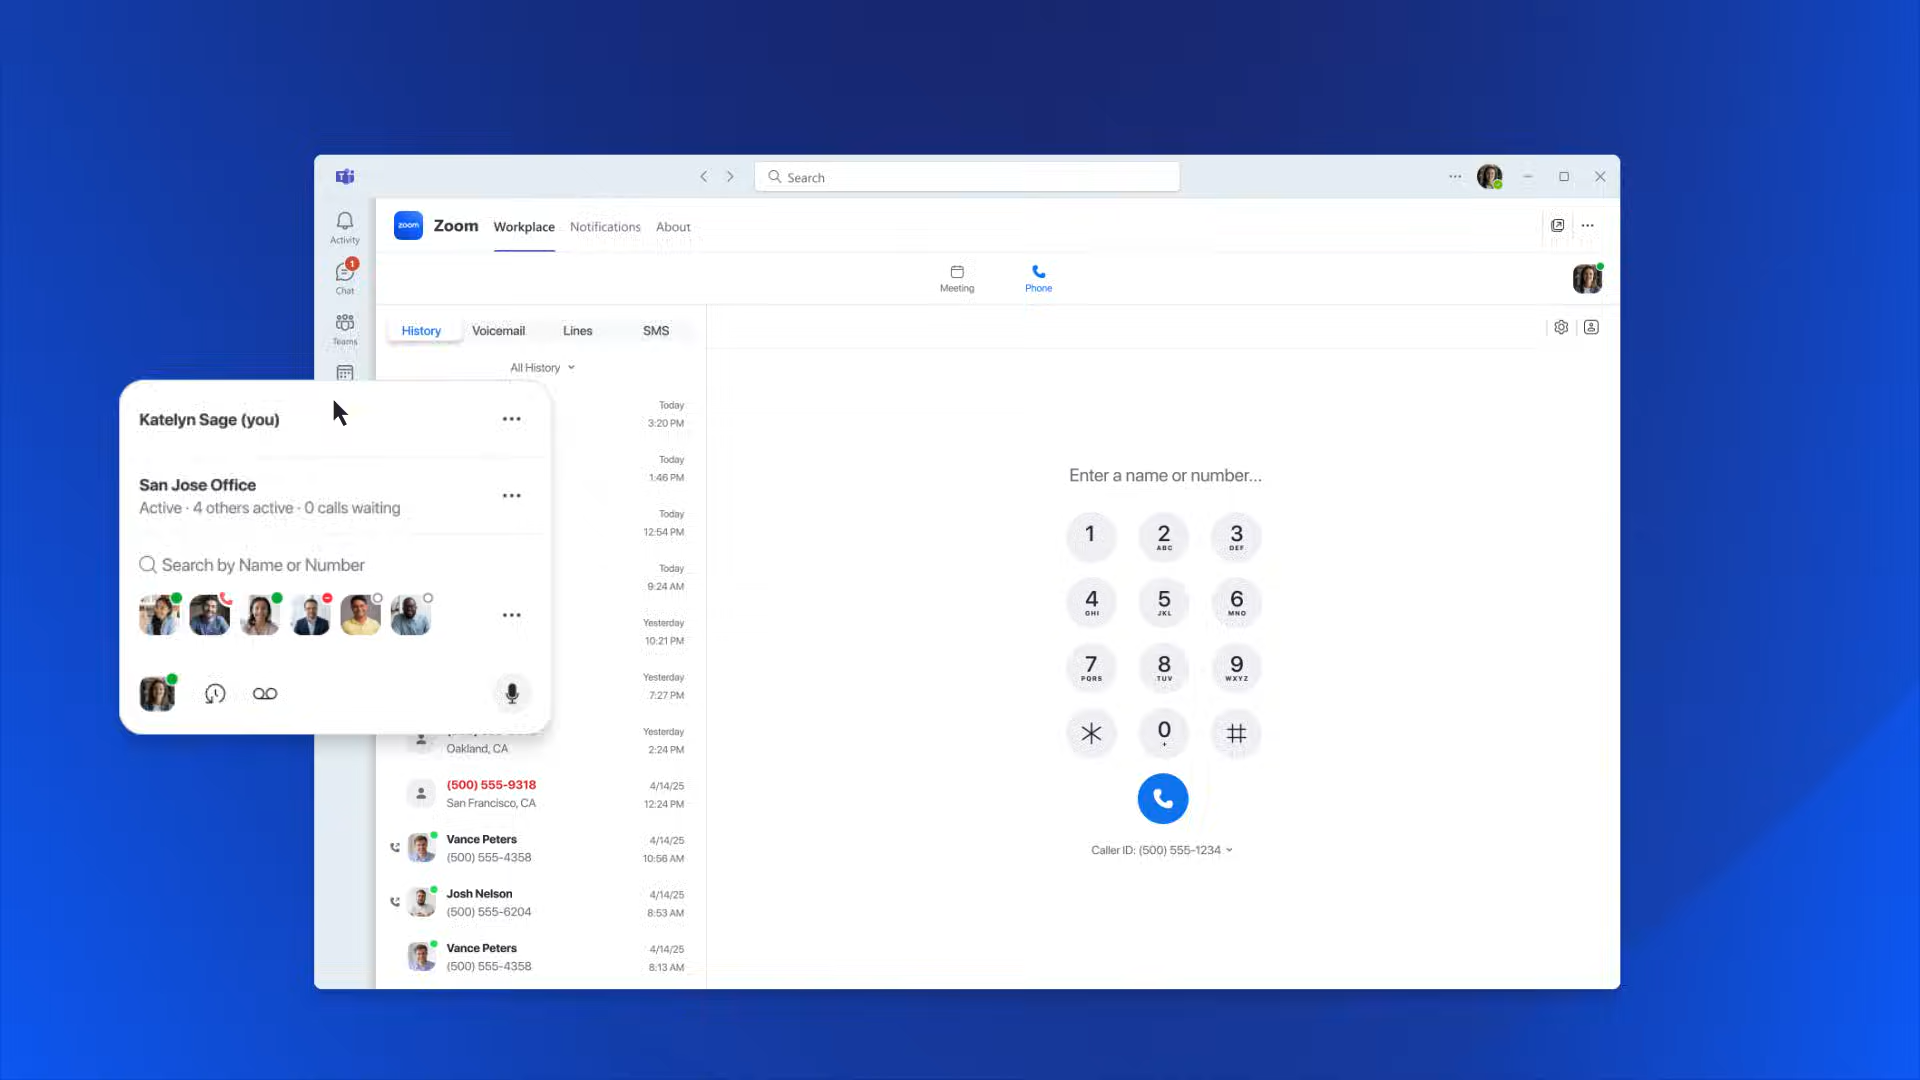 Search
Activity
1
Chat
Teams
zoom
Zoom
Workplace
Notifications
About
Meeting
Phone
History
Voicemail
Lines
SMS
All History
Today
3:20 PM
Today
1:46 PM
Today
12:54 PM
Today
9:24 AM
Yesterday
10:21 PM
Yesterday
7:27 PM
Yesterday
Oakland, CA
2:24 PM
(500) 555-9318
4/14/25
San Francisco, CA
12:24 PM
Vance Peters
4/14/25
(500) 555-4358
10:56 AM
Josh Nelson
4/14/25
(500) 555-6204
8:53 AM
Vance Peters
4/14/25
(500) 555-4358
8:13 AM
Katelyn Sage (you)
San Jose Office
Active · 4 others active · 0 calls waiting
Search by Name or Number
Enter a name or number...
1
2
ABC
3
DEF
4
GHI
5
JKL
6
MNO
7
PQRS
8
TUV
9
WXYZ
*
0
+
#
Caller ID: (500) 555-1234